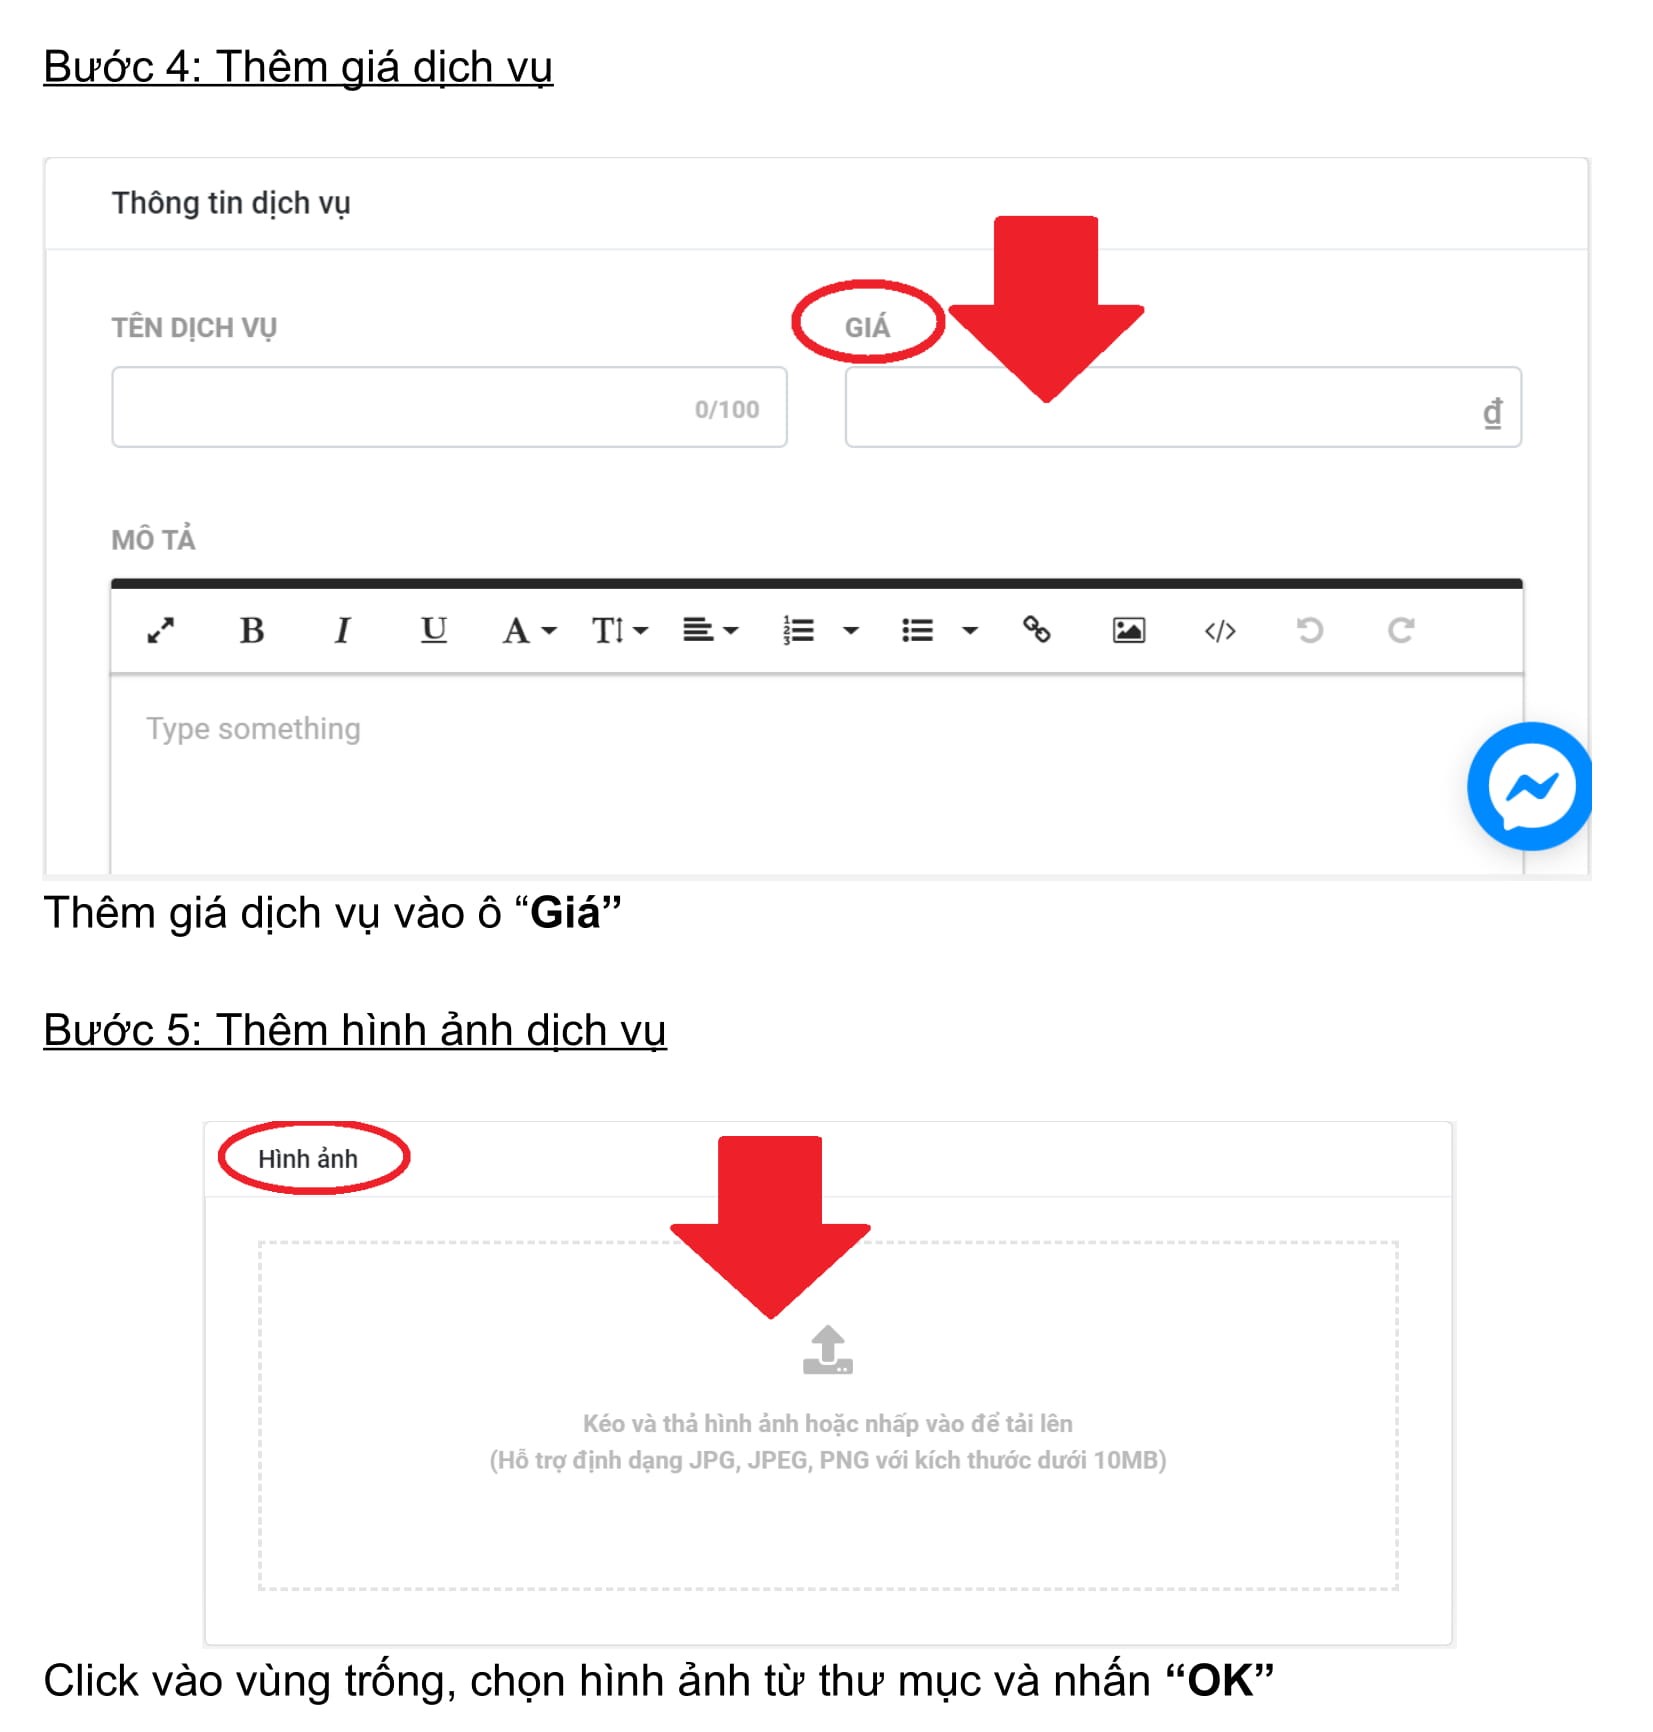 Bước 4: Thêm giá dịch vụ
Thông tin dịch vụ
TÊN DỊCH VỤ
GIÁ
0/100
đ
MÔ TẢ
B I U A T
Type something
Thêm giá dịch vụ vào ô “Giá”
Bước 5: Thêm hình ảnh dịch vụ
Hình ảnh
Kéo và thả hình ảnh hoặc nhấp vào để tải lên
(Hỗ trợ định dạng JPG, JPEG, PNG với kích thước dưới 10MB)
Click vào vùng trống, chọn hình ảnh từ thư mục và nhấn “OK”